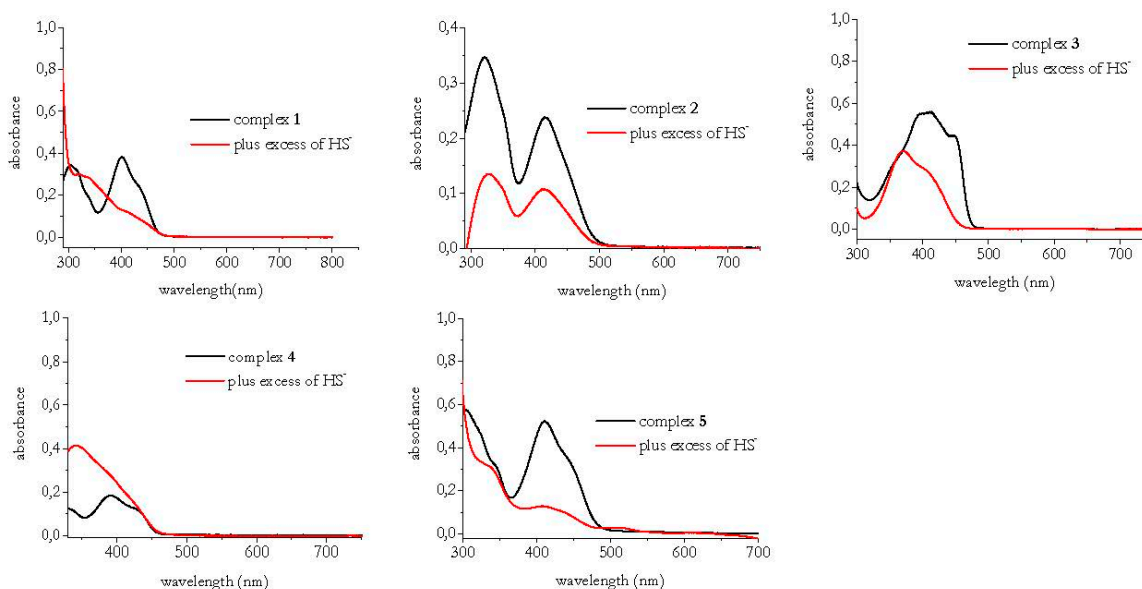 1,0
0,8
0,6
0,4
0,2
0,0
absorbance
complex 1
plus excess of HS⁻
300 400 500 600 700 800
wavelength(nm)
0,4
0,3
0,2
0,1
0,0
absorbance
complex 2
plus excess of HS⁻
300 400 500 600 700
wavelength (nm)
1,0
0,8
0,6
0,4
0,2
0,0
absorbance
complex 3
plus excess of HS⁻
300 400 500 600 700
wavelegth (nm)
1,0
0,8
0,6
0,4
0,2
0,0
absorbance
complex 4
plus excess of HS⁻
400 500 600 700
wavelength (nm)
1,0
0,8
0,6
0,4
0,2
0,0
absorbance
complex 5
plus excess of HS⁻
300 400 500 600 700
wavelength (nm)